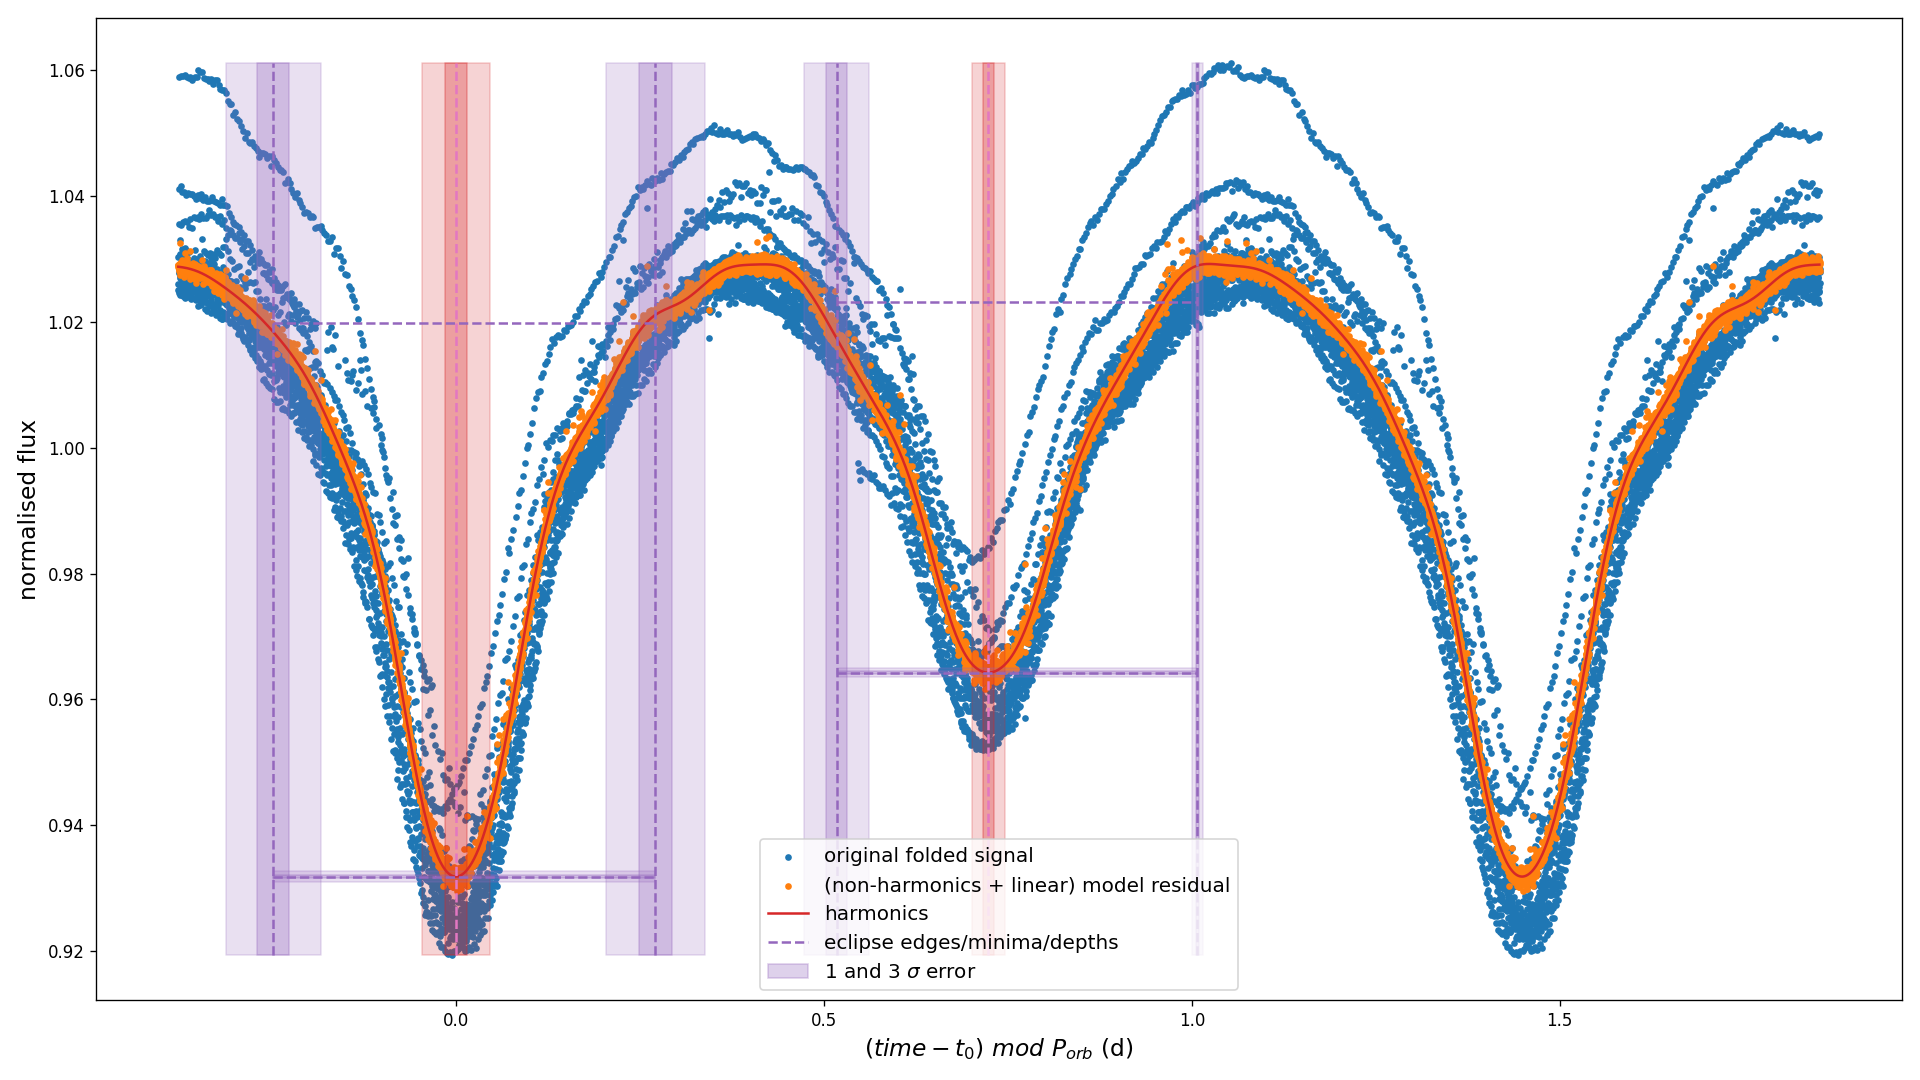 normalised flux
1.06
1.04
1.02
1.00
0.98
0.96
0.94
0.92
original folded signal
(non-harmonics + linear) model residual
harmonics
eclipse edges/minima/depths
1 and 3 σ error
0.0 0.5 1.0 1.5
(time − t₀) mod Pₒᵣb (d)